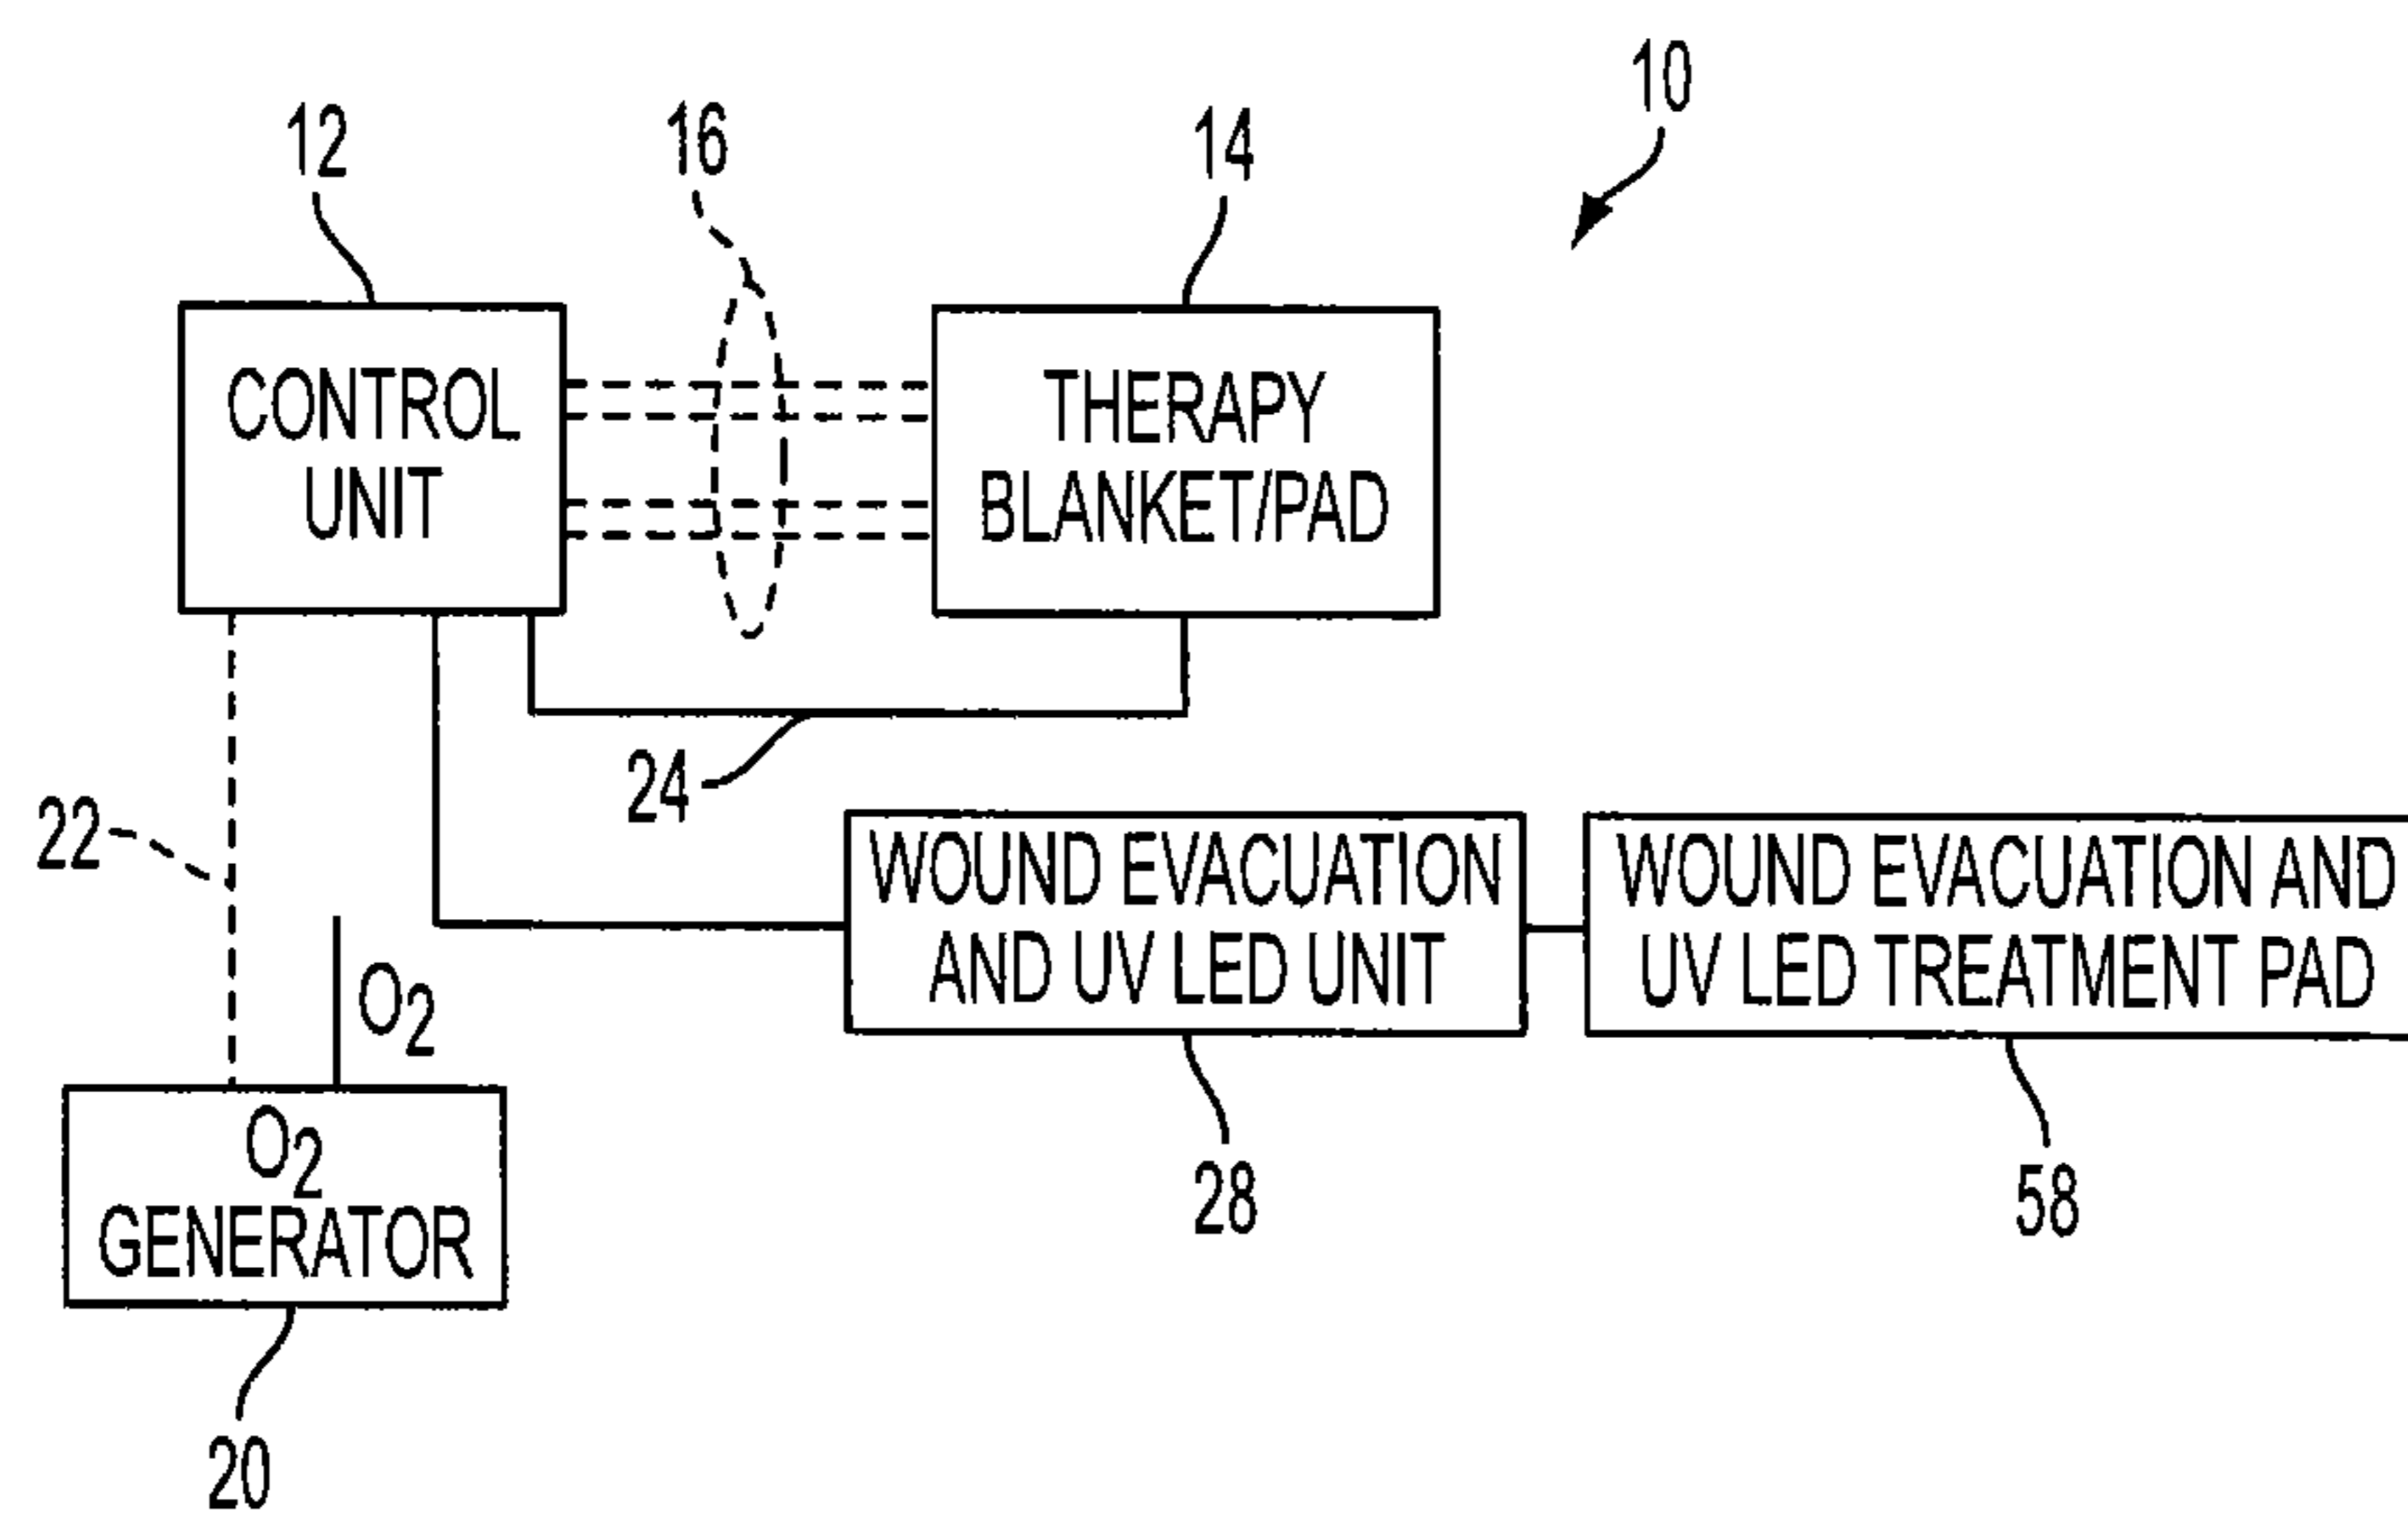 10
12
16
14
CONTROL
UNIT
THERAPY
BLANKET/PAD
24
22
WOUND EVACUATION
AND UV LED UNIT
WOUND EVACUATION AND
UV LED TREATMENT PAD
O2
O2
GENERATOR
28
58
20